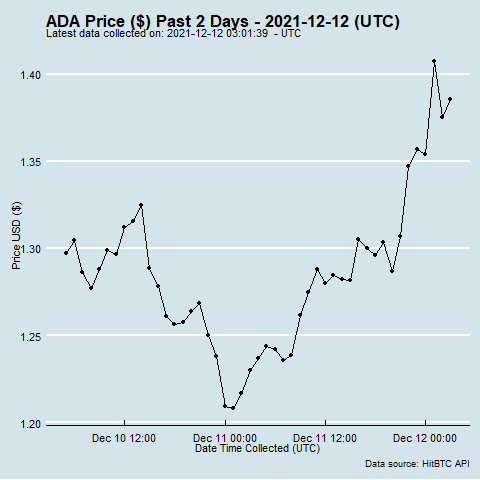 ADA Price ($) Past 2 Days - 2021-12-12 (UTC)
Latest data collected on: 2021-12-12 03:01:39 - UTC
1.40
1.35
1.30
1.25
1.20
Price USD ($)
Dec 10 12:00 Dec 11 00:00 Dec 11 12:00 Dec 12 00:00
Date Time Collected (UTC)
Data source: HitBTC API